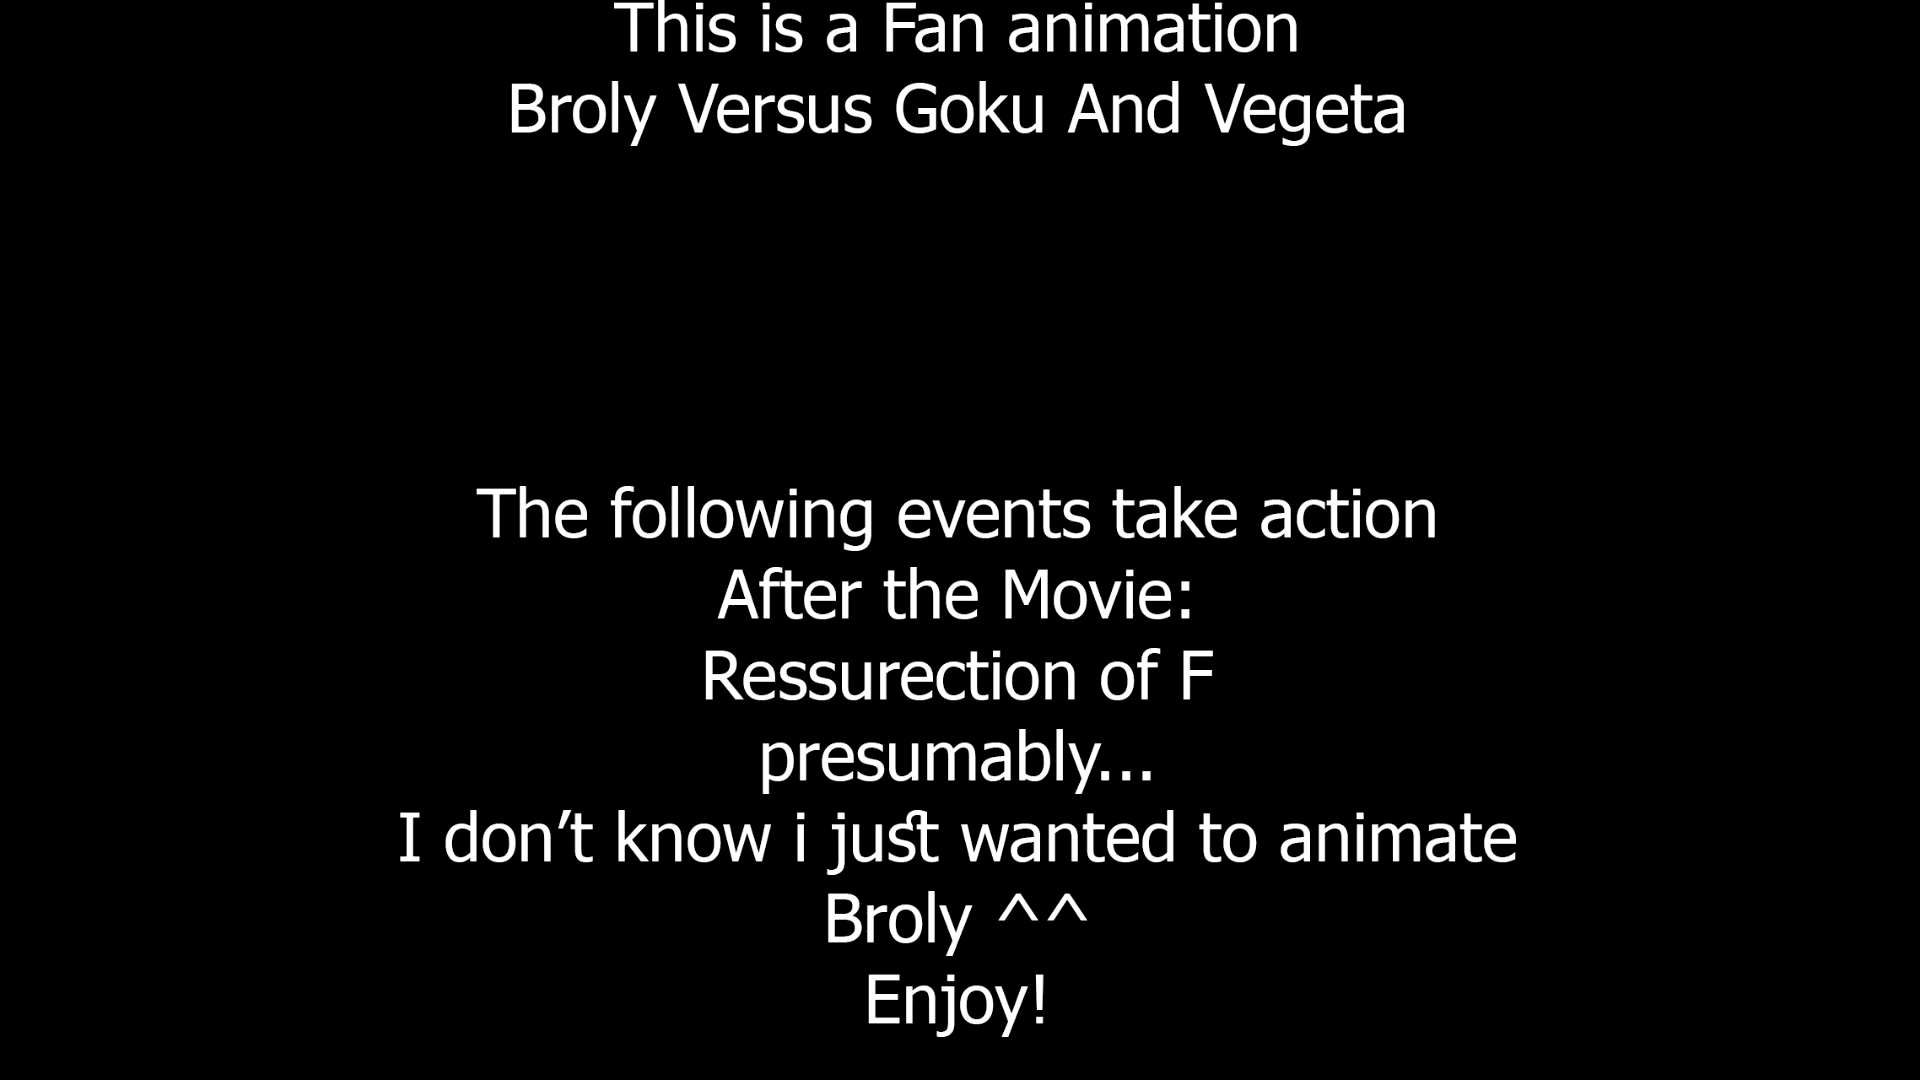 This is a Fan animation
Broly Versus Goku And Vegeta
The following events take action
After the Movie:
Ressurection of F
presumably...
I don’t know i just wanted to animate
Broly ^^
Enjoy!